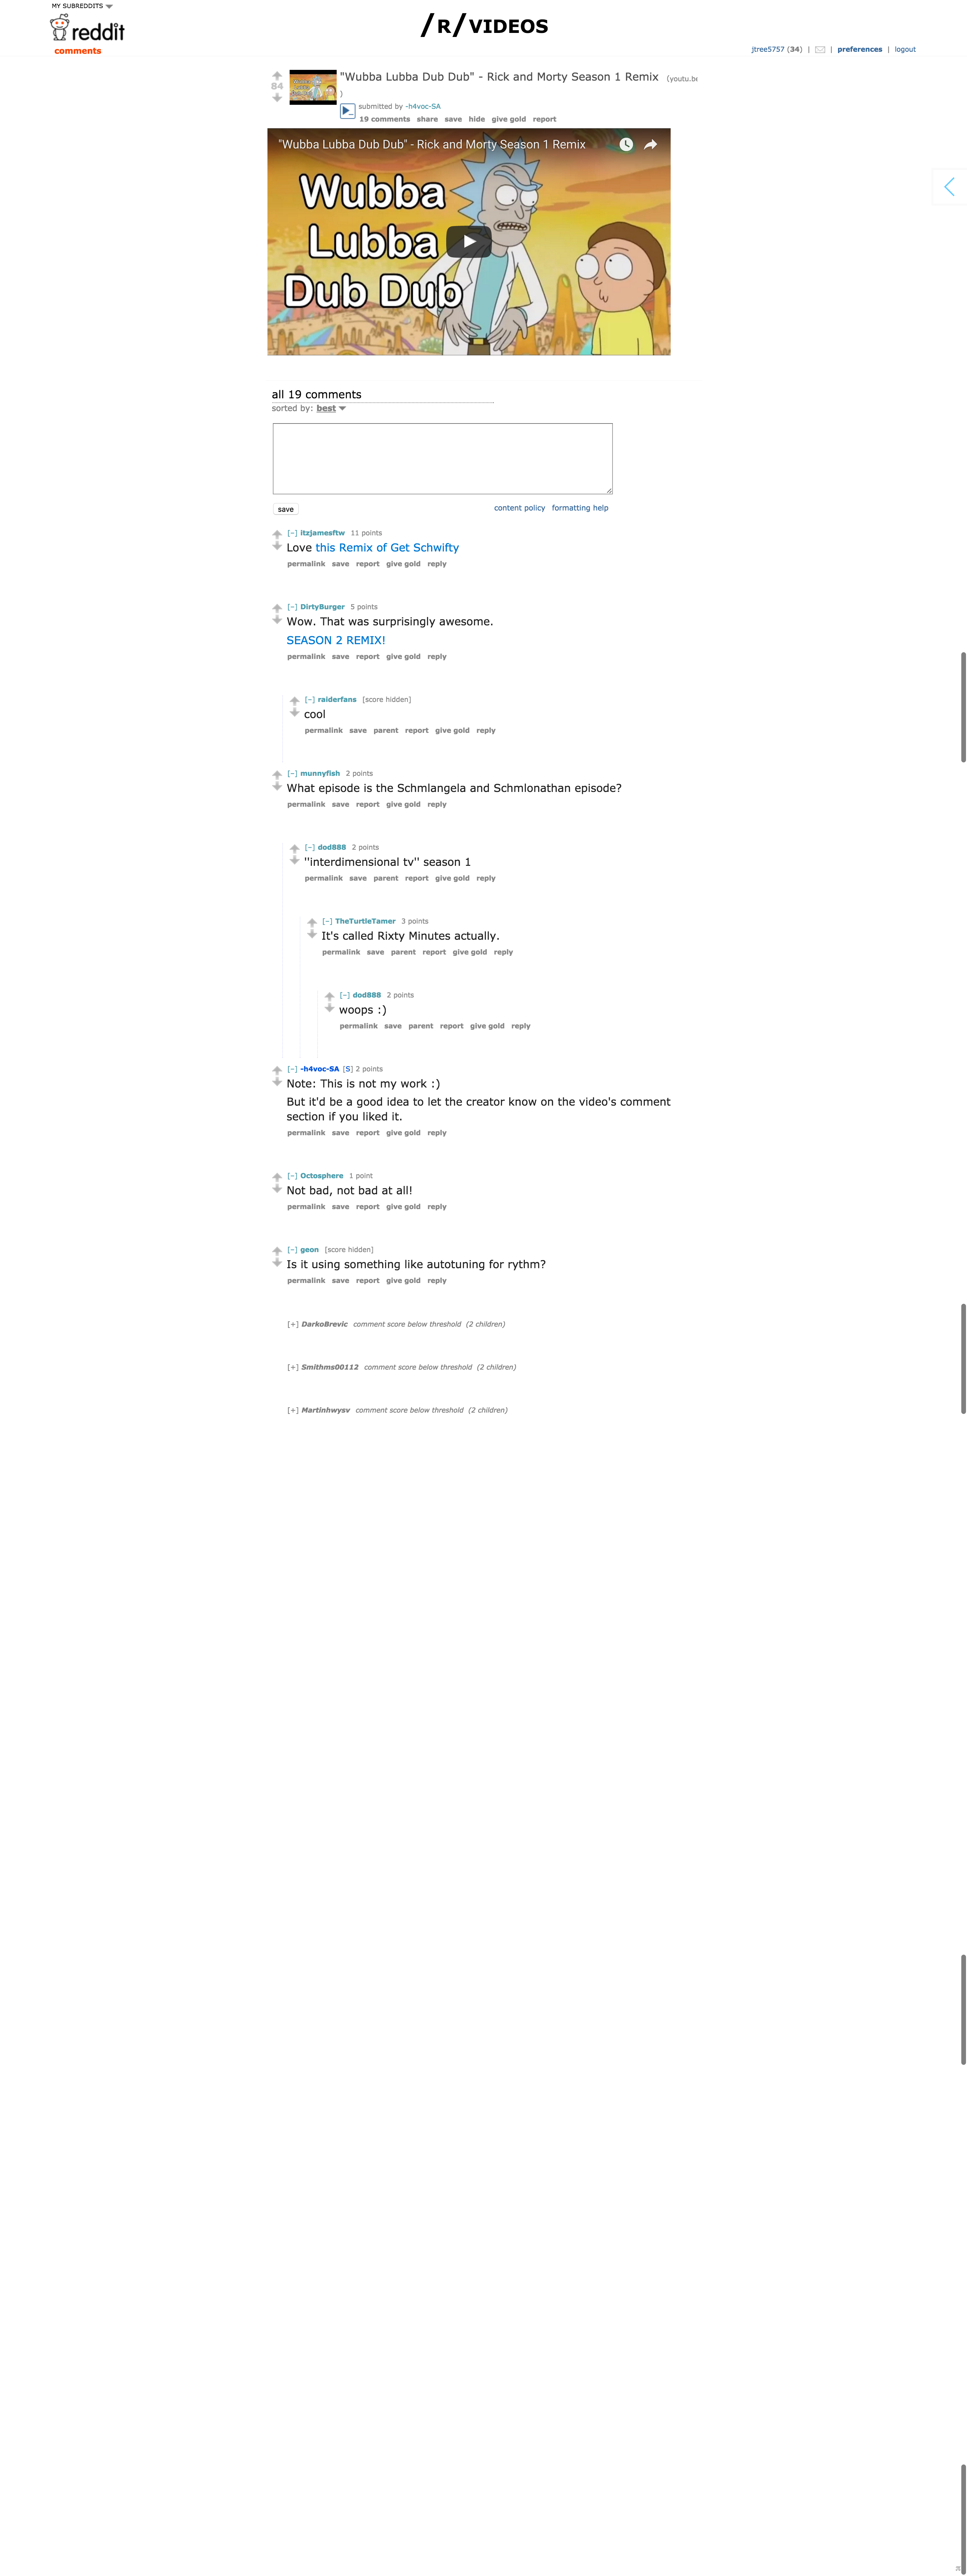 MY SUBREDDITS
reddit
/R/VIDEOS
comments
jtree5757 (34) | | preferences | logout
84
"Wubba Lubba Dub Dub" - Rick and Morty Season 1 Remix (youtu.be
)
submitted by -h4voc-SA
19 comments share save hide give gold report
"Wubba Lubba Dub Dub" - Rick and Morty Season 1 Remix
Wubba
Lubba
Dub Dub
all 19 comments
sorted by: best
save
content policy formatting help
[–] itzjamesftw 11 points
Love this Remix of Get Schwifty
permalink save report give gold reply
[–] DirtyBurger 5 points
Wow. That was surprisingly awesome.
SEASON 2 REMIX!
permalink save report give gold reply
[–] raiderfans [score hidden]
cool
permalink save parent report give gold reply
[–] munnyfish 2 points
What episode is the Schmlangela and Schmlonathan episode?
permalink save report give gold reply
[–] dod888 2 points
"interdimensional tv" season 1
permalink save parent report give gold reply
[–] TheTurtleTamer 3 points
It's called Rixty Minutes actually.
permalink save parent report give gold reply
[–] dod888 2 points
woops :)
permalink save parent report give gold reply
[–] -h4voc-SA [S] 2 points
Note: This is not my work :)
But it'd be a good idea to let the creator know on the video's comment
section if you liked it.
permalink save report give gold reply
[–] Octosphere 1 point
Not bad, not bad at all!
permalink save report give gold reply
[–] geon [score hidden]
Is it using something like autotuning for rythm?
permalink save report give gold reply
[+] DarkoBrevic comment score below threshold (2 children)
[+] Smithms00112 comment score below threshold (2 children)
[+] Martinhwysv comment score below threshold (2 children)
π